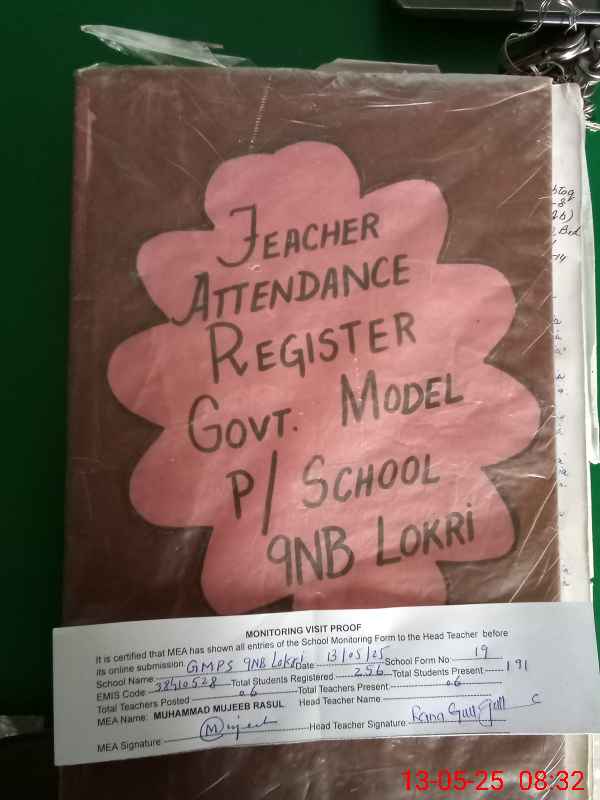 TEACHER
ATTENDANCE
REGISTER
GOVT. MODEL
P/SCHOOL
9NB LOKRI
MONITORING VISIT PROOF
It is certified that MEA has shown all entries of the School Monitoring Form to the Head Teacher before
its online submission Date 13/05/25 School Form No: 19
School Name: GMPS 9NB Lokri Total Students Registered 256 Total Students Present 191
EMIS Code: 38410528
Total Teachers Posted 06 Total Teachers Present 06
MEA Name: MUHAMMAD MUJEEB RASUL Head Teacher Name
MEA Signature Mujeeb Head Teacher Signature
13-05-25 08:32